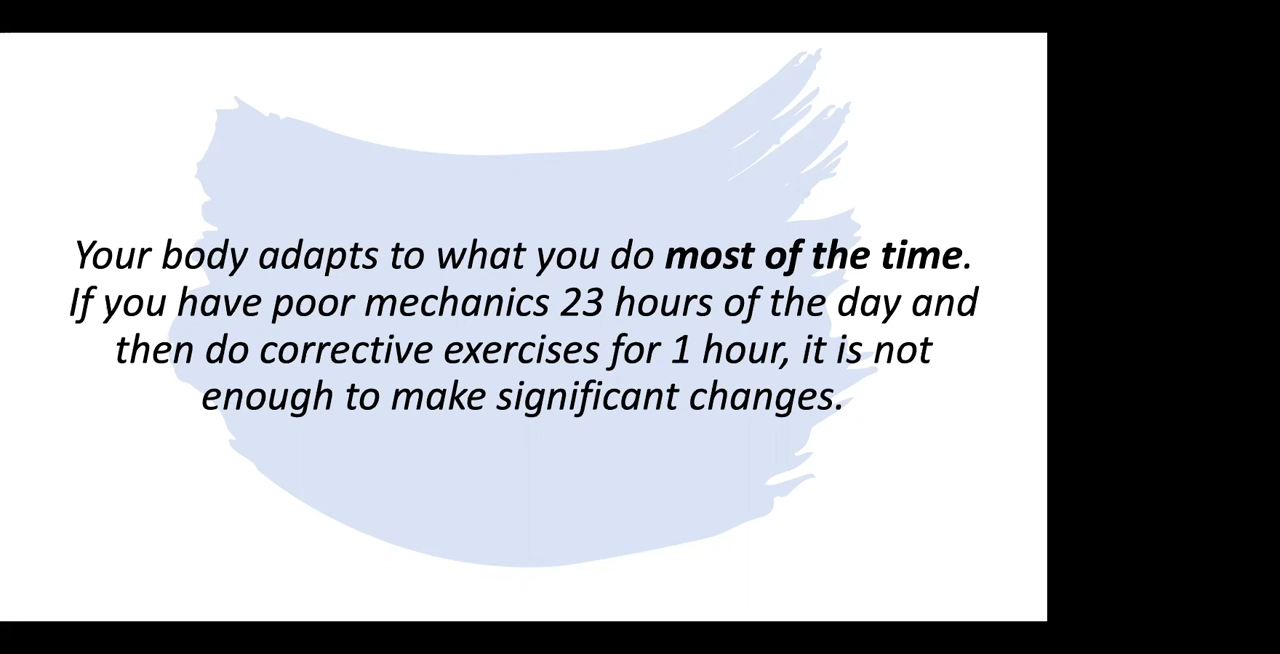 Your body adapts to what you do most of the time.
If you have poor mechanics 23 hours of the day and
then do corrective exercises for 1 hour, it is not
enough to make significant changes.